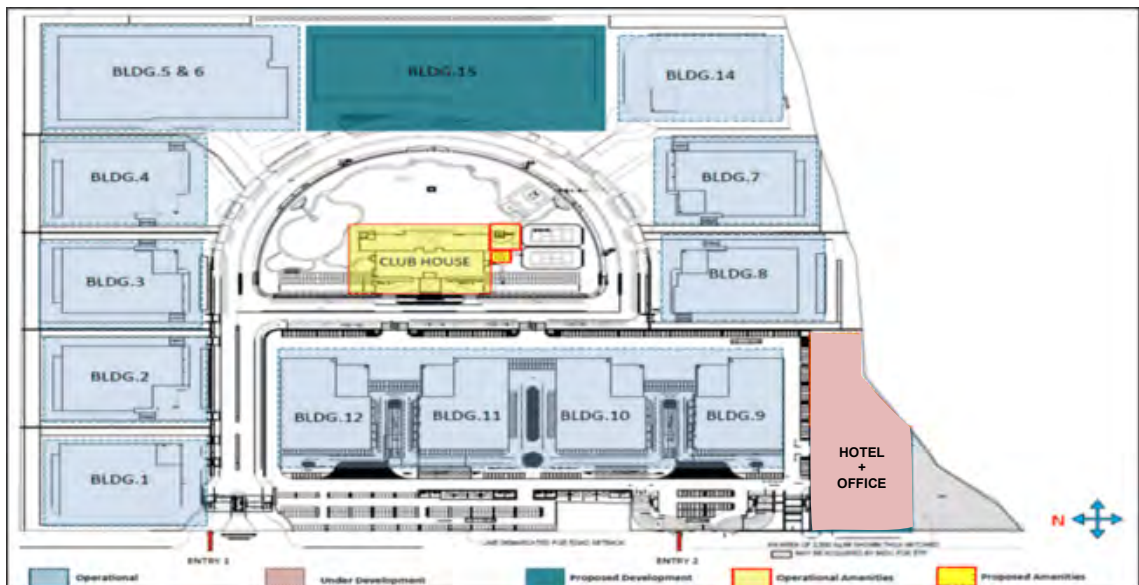 BLDG.5 & 6
BLDG.15
BLDG.14
BLDG.4
BLDG.7
CLUB HOUSE
BLDG.3
BLDG.8
BLDG.2
BLDG.12
BLDG.11
BLDG.10
BLDG.9
BLDG.1
HOTEL
+
OFFICE
N
ENTRY 1
ENTRY 2
Operational
Under Development
Proposed Development
Operational Amenities
Proposed Amenities